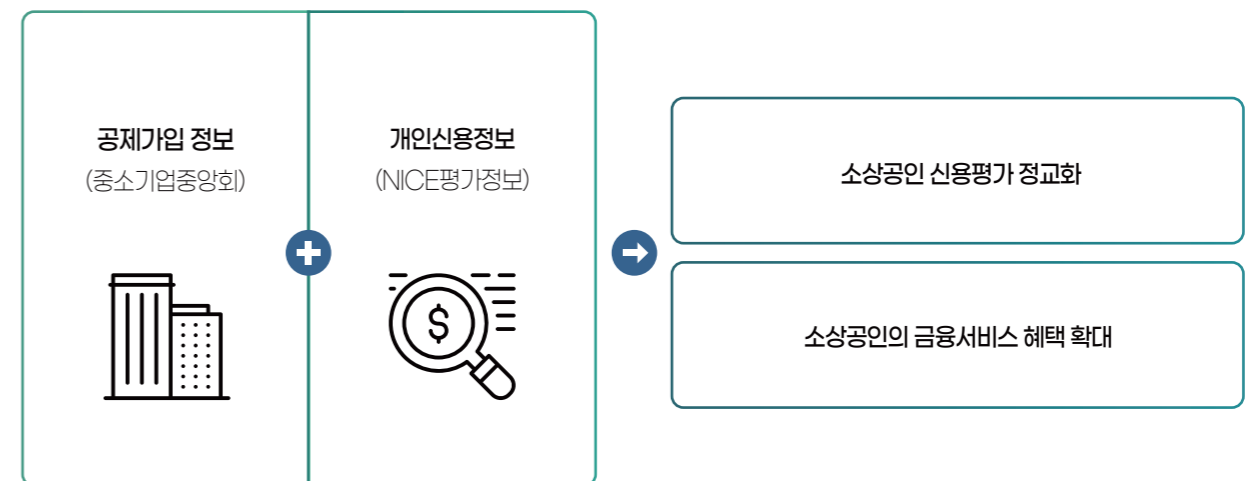 공제가입 정보
(중소기업중앙회)
개인신용정보
(NICE평가정보)
소상공인 신용평가 정교화
소상공인의 금융서비스 혜택 확대